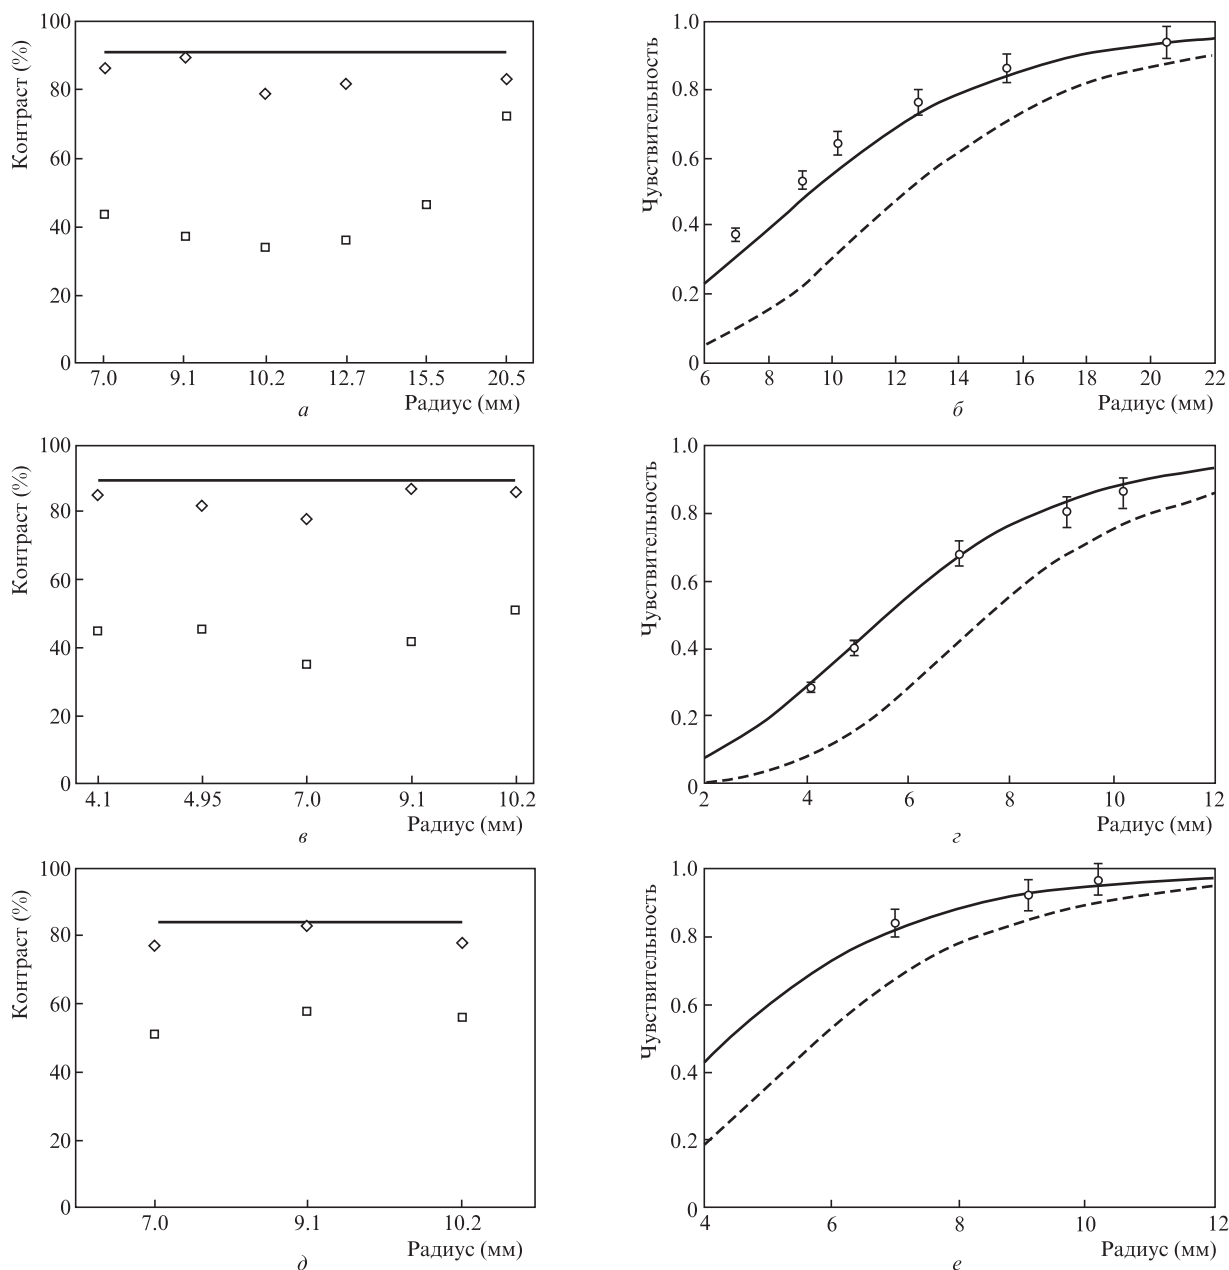 100
80
60
40
20
0
Контраст (%)
7.0 9.1 10.2 12.7 15.5 20.5
Радиус (мм)
а
1.0
0.8
0.6
0.4
0.2
0
Чувствительность
6 8 10 12 14 16 18 20 22
Радиус (мм)
б
100
80
60
40
20
0
Контраст (%)
4.1 4.95 7.0 9.1 10.2
Радиус (мм)
в
1.0
0.8
0.6
0.4
0.2
0
Чувствительность
2 4 6 8 10 12
Радиус (мм)
г
100
80
60
40
20
0
Контраст (%)
7.0 9.1 10.2
Радиус (мм)
д
1.0
0.8
0.6
0.4
0.2
0
Чувствительность
4 6 8 10 12
Радиус (мм)
е